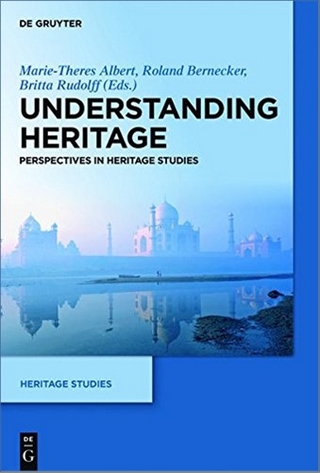 DE GRUYTER
Marie-Theres Albert, Roland Bernecker,
Britta Rudolff (Eds.)
UNDERSTANDING
HERITAGE
PERSPECTIVES IN HERITAGE STUDIES
HERITAGE STUDIES
DE
G